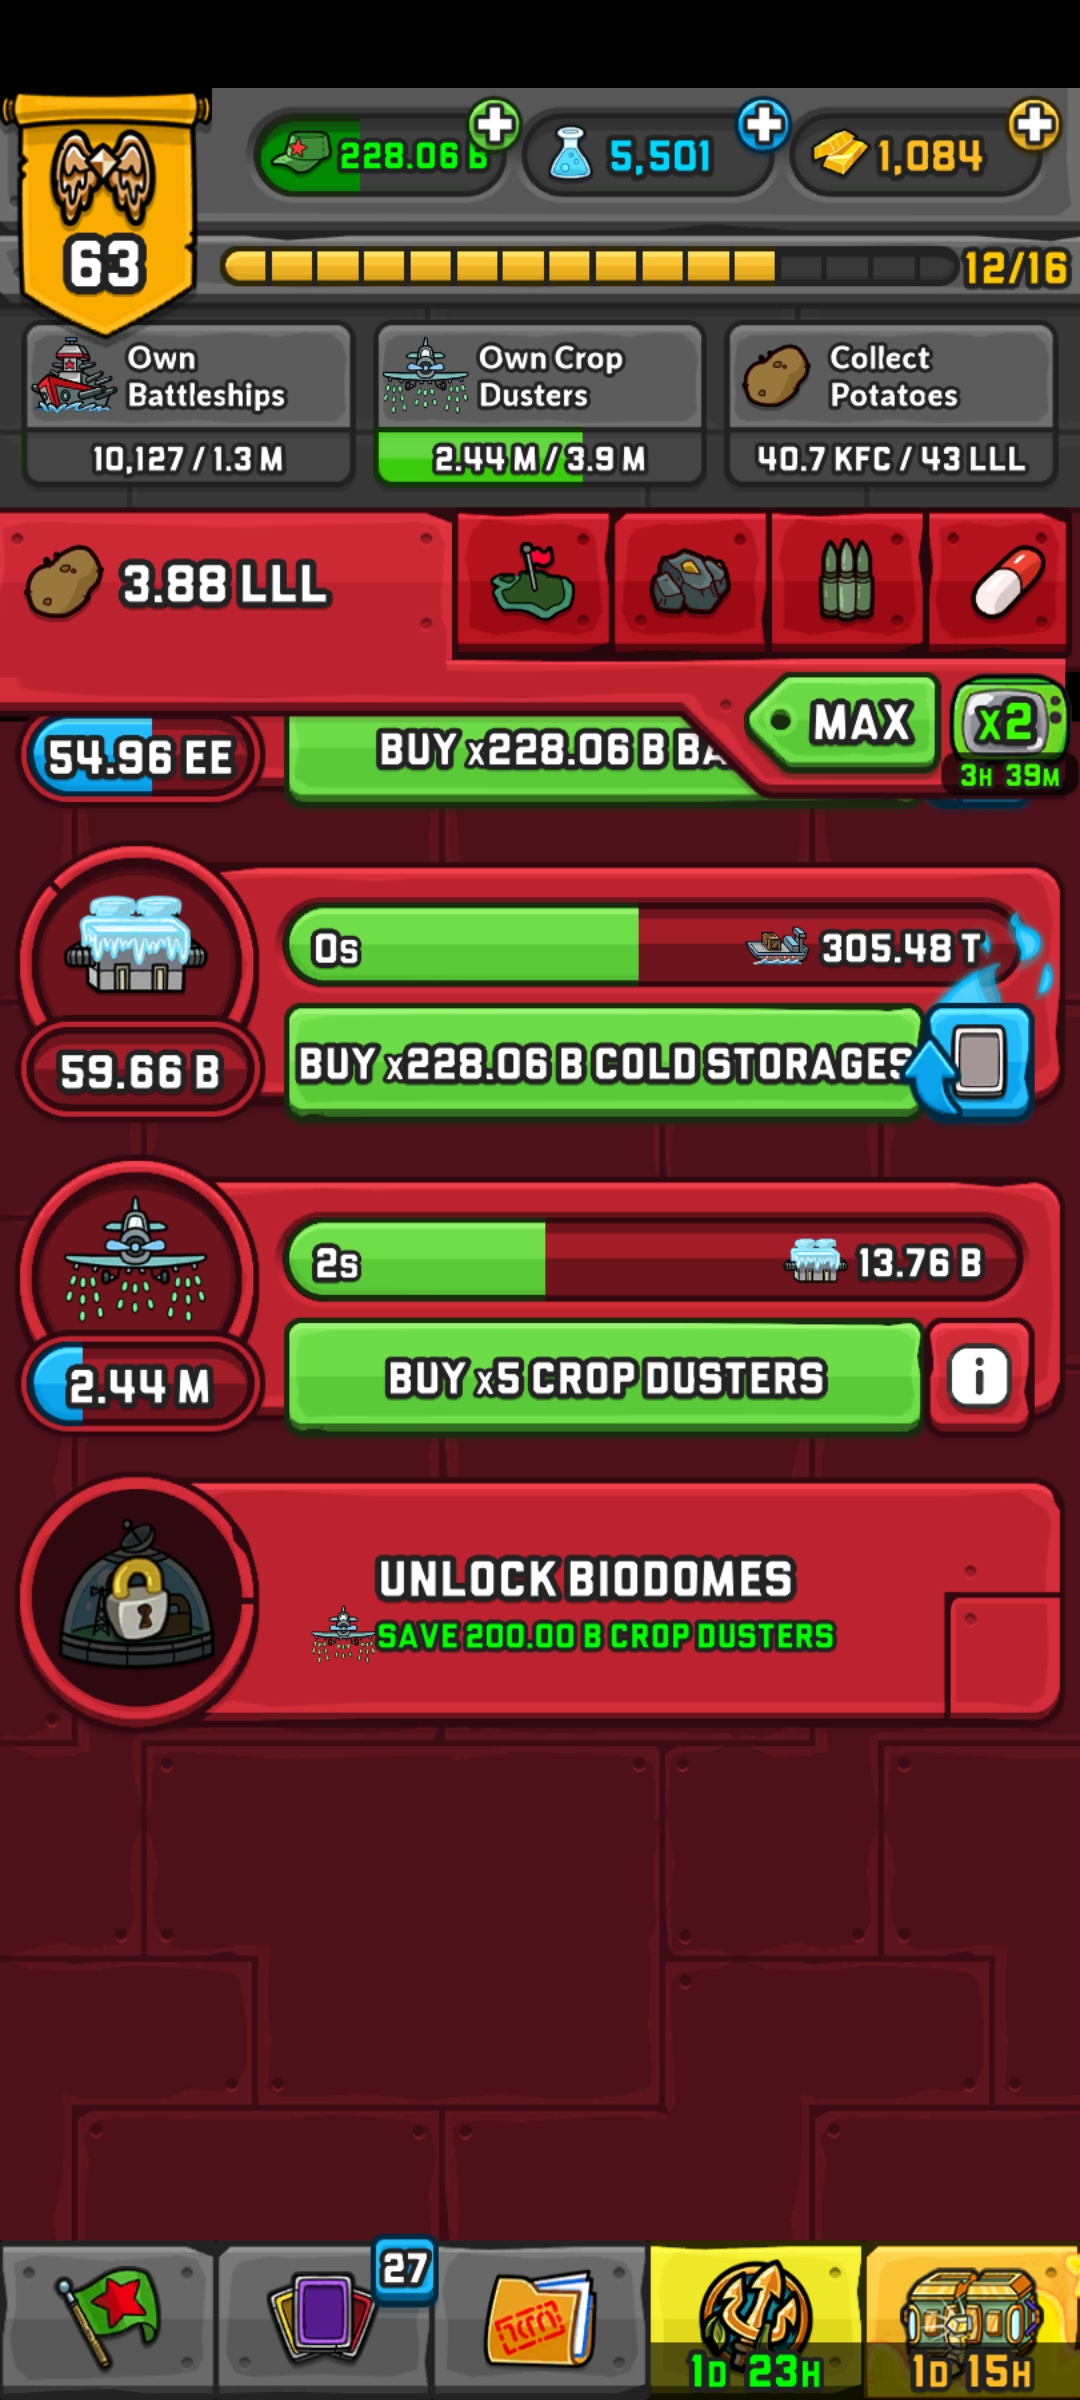 228.06 B
5,501
1,084
63
12/16
Own
Battleships
10,127 / 1.3 M
Own Crop
Dusters
2.44 M / 3.9 M
Collect
Potatoes
40.7 KFC / 43 LLL
3.88 LLL
MAX
x2
3H 39M
54.96 EE
BUY x228.06 B BA
0s
305.48 T
59.66 B
BUY x228.06 B COLD STORAGES
2s
13.76 B
2.44 M
BUY x5 CROP DUSTERS
i
UNLOCK BIODOMES
SAVE 200.00 B CROP DUSTERS
27
1D 23H
1D 15H